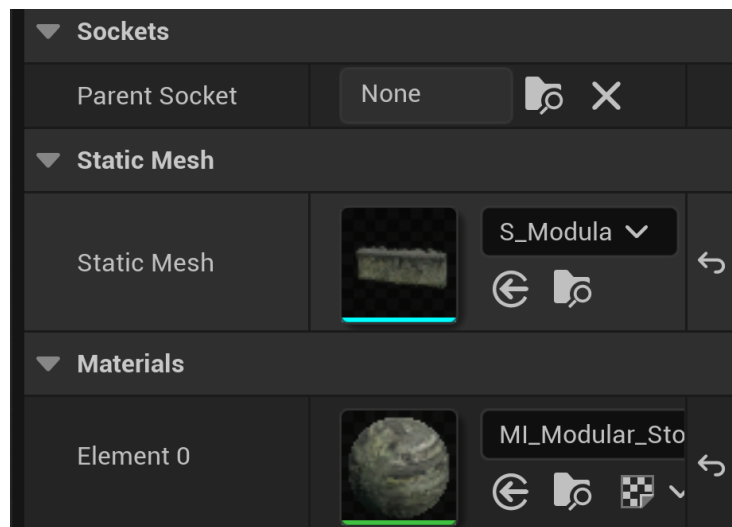 Sockets
Parent Socket None
Static Mesh
S_Modula
Static Mesh
Materials
MI_Modular_Sto
Element 0